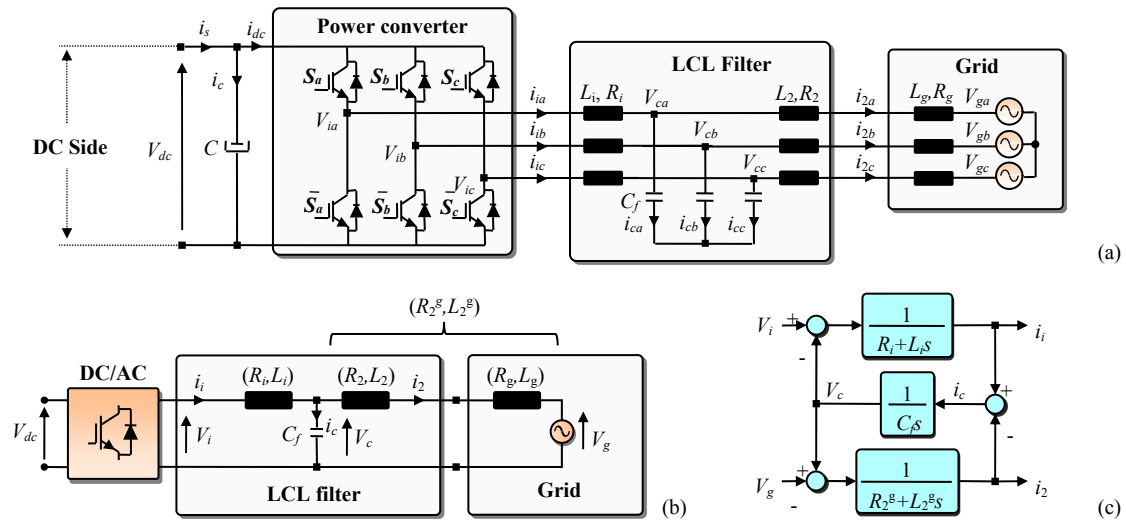 Power converter
i_s
i_dc
i_c
S_a
S_b
S_c
DC Side
V_dc
C
V_ia
V_ib
V_ic
S̄_a
S̄_b
S̄_c
i_ia
i_ib
i_ic
LCL Filter
L_i, R_i
V_ca
L_2,R_2
V_cb
V_cc
C_f
i_ca
i_cb
i_cc
i_2a
i_2b
i_2c
Grid
L_g,R_g
V_ga
V_gb
V_gc
(a)
(R_2^g,L_2^g)
DC/AC
i_i
(R_i,L_i)
(R_2,L_2)
i_2
(R_g,L_g)
V_dc
V_i
C_f
i_c
V_c
V_g
LCL filter
Grid
(b)
V_i
+
-
1
R_i+L_is
i_i
V_c
1
C_fs
i_c
+
-
V_g
+
-
1
R_2^g+L_2^gs
i_2
(c)